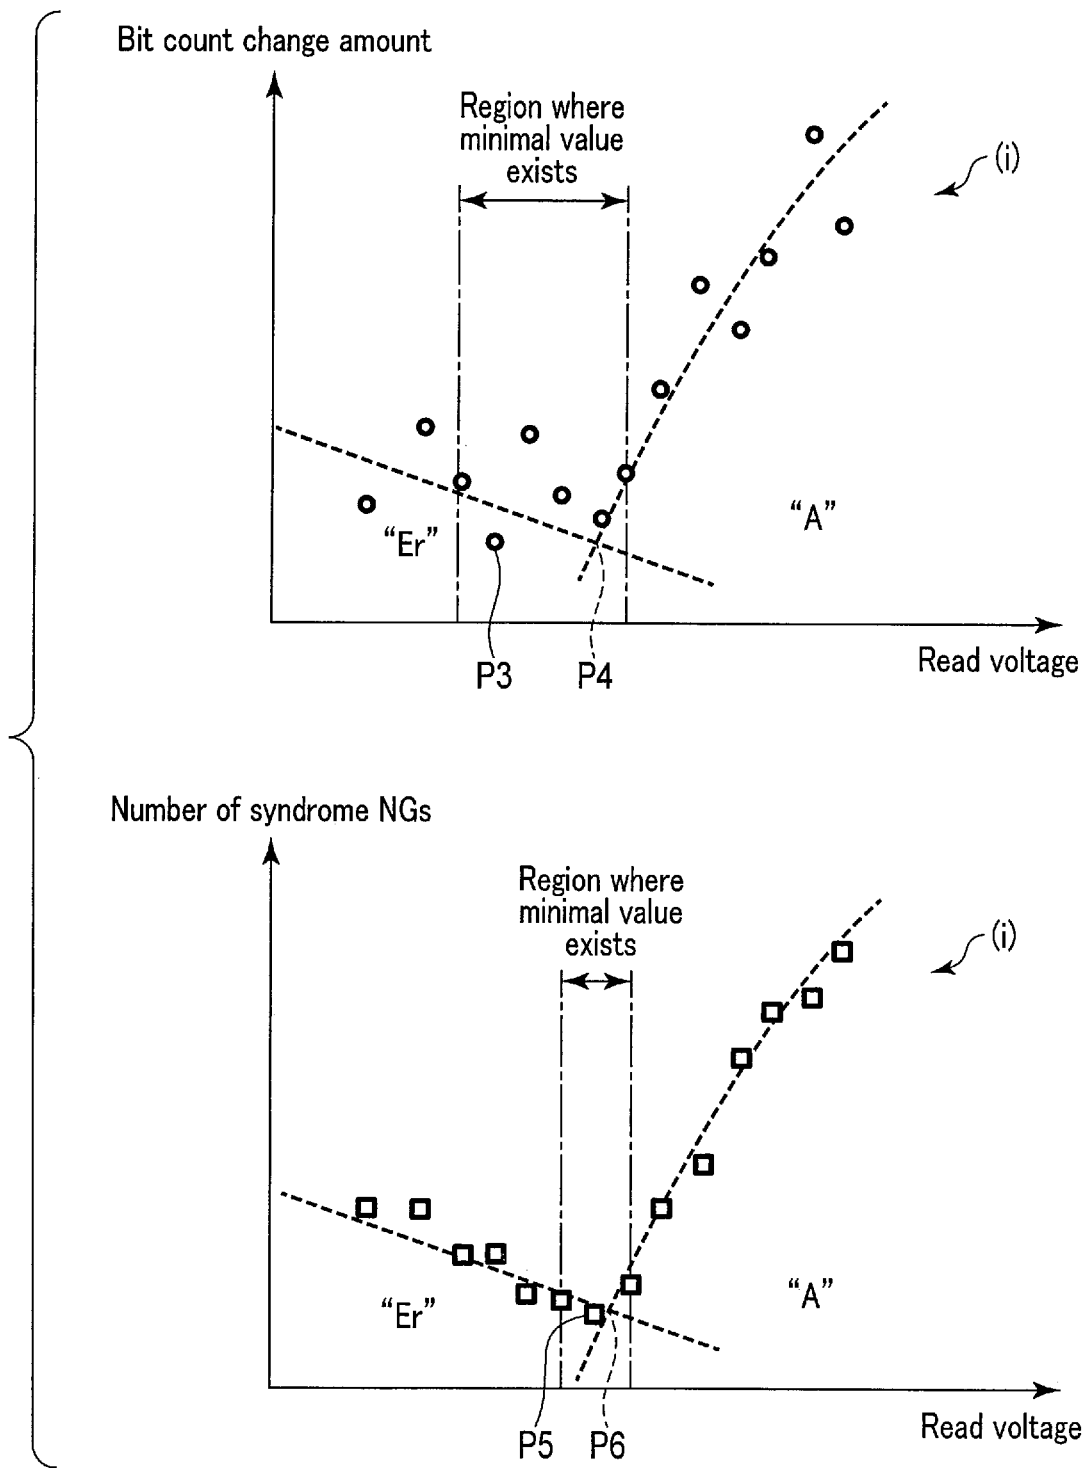 Bit count change amount
Region where
minimal value
exists
(i)
“Er”
“A”
P3
P4
Read voltage
Number of syndrome NGs
Region where
minimal value
exists
(i)
“Er”
“A”
P5
P6
Read voltage